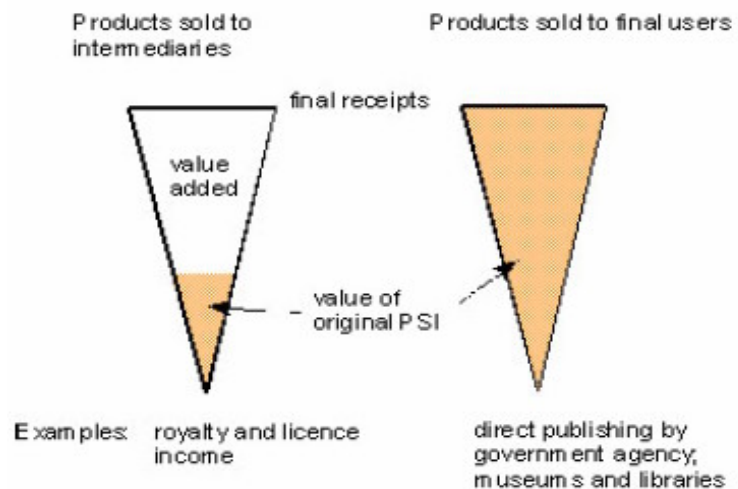 Products sold to
intermediaries
Products sold to final users
final receipts
value
added
value of
original PSI
Examples:
royalty and licence
income
direct publishing by
government agency;
museums and libraries